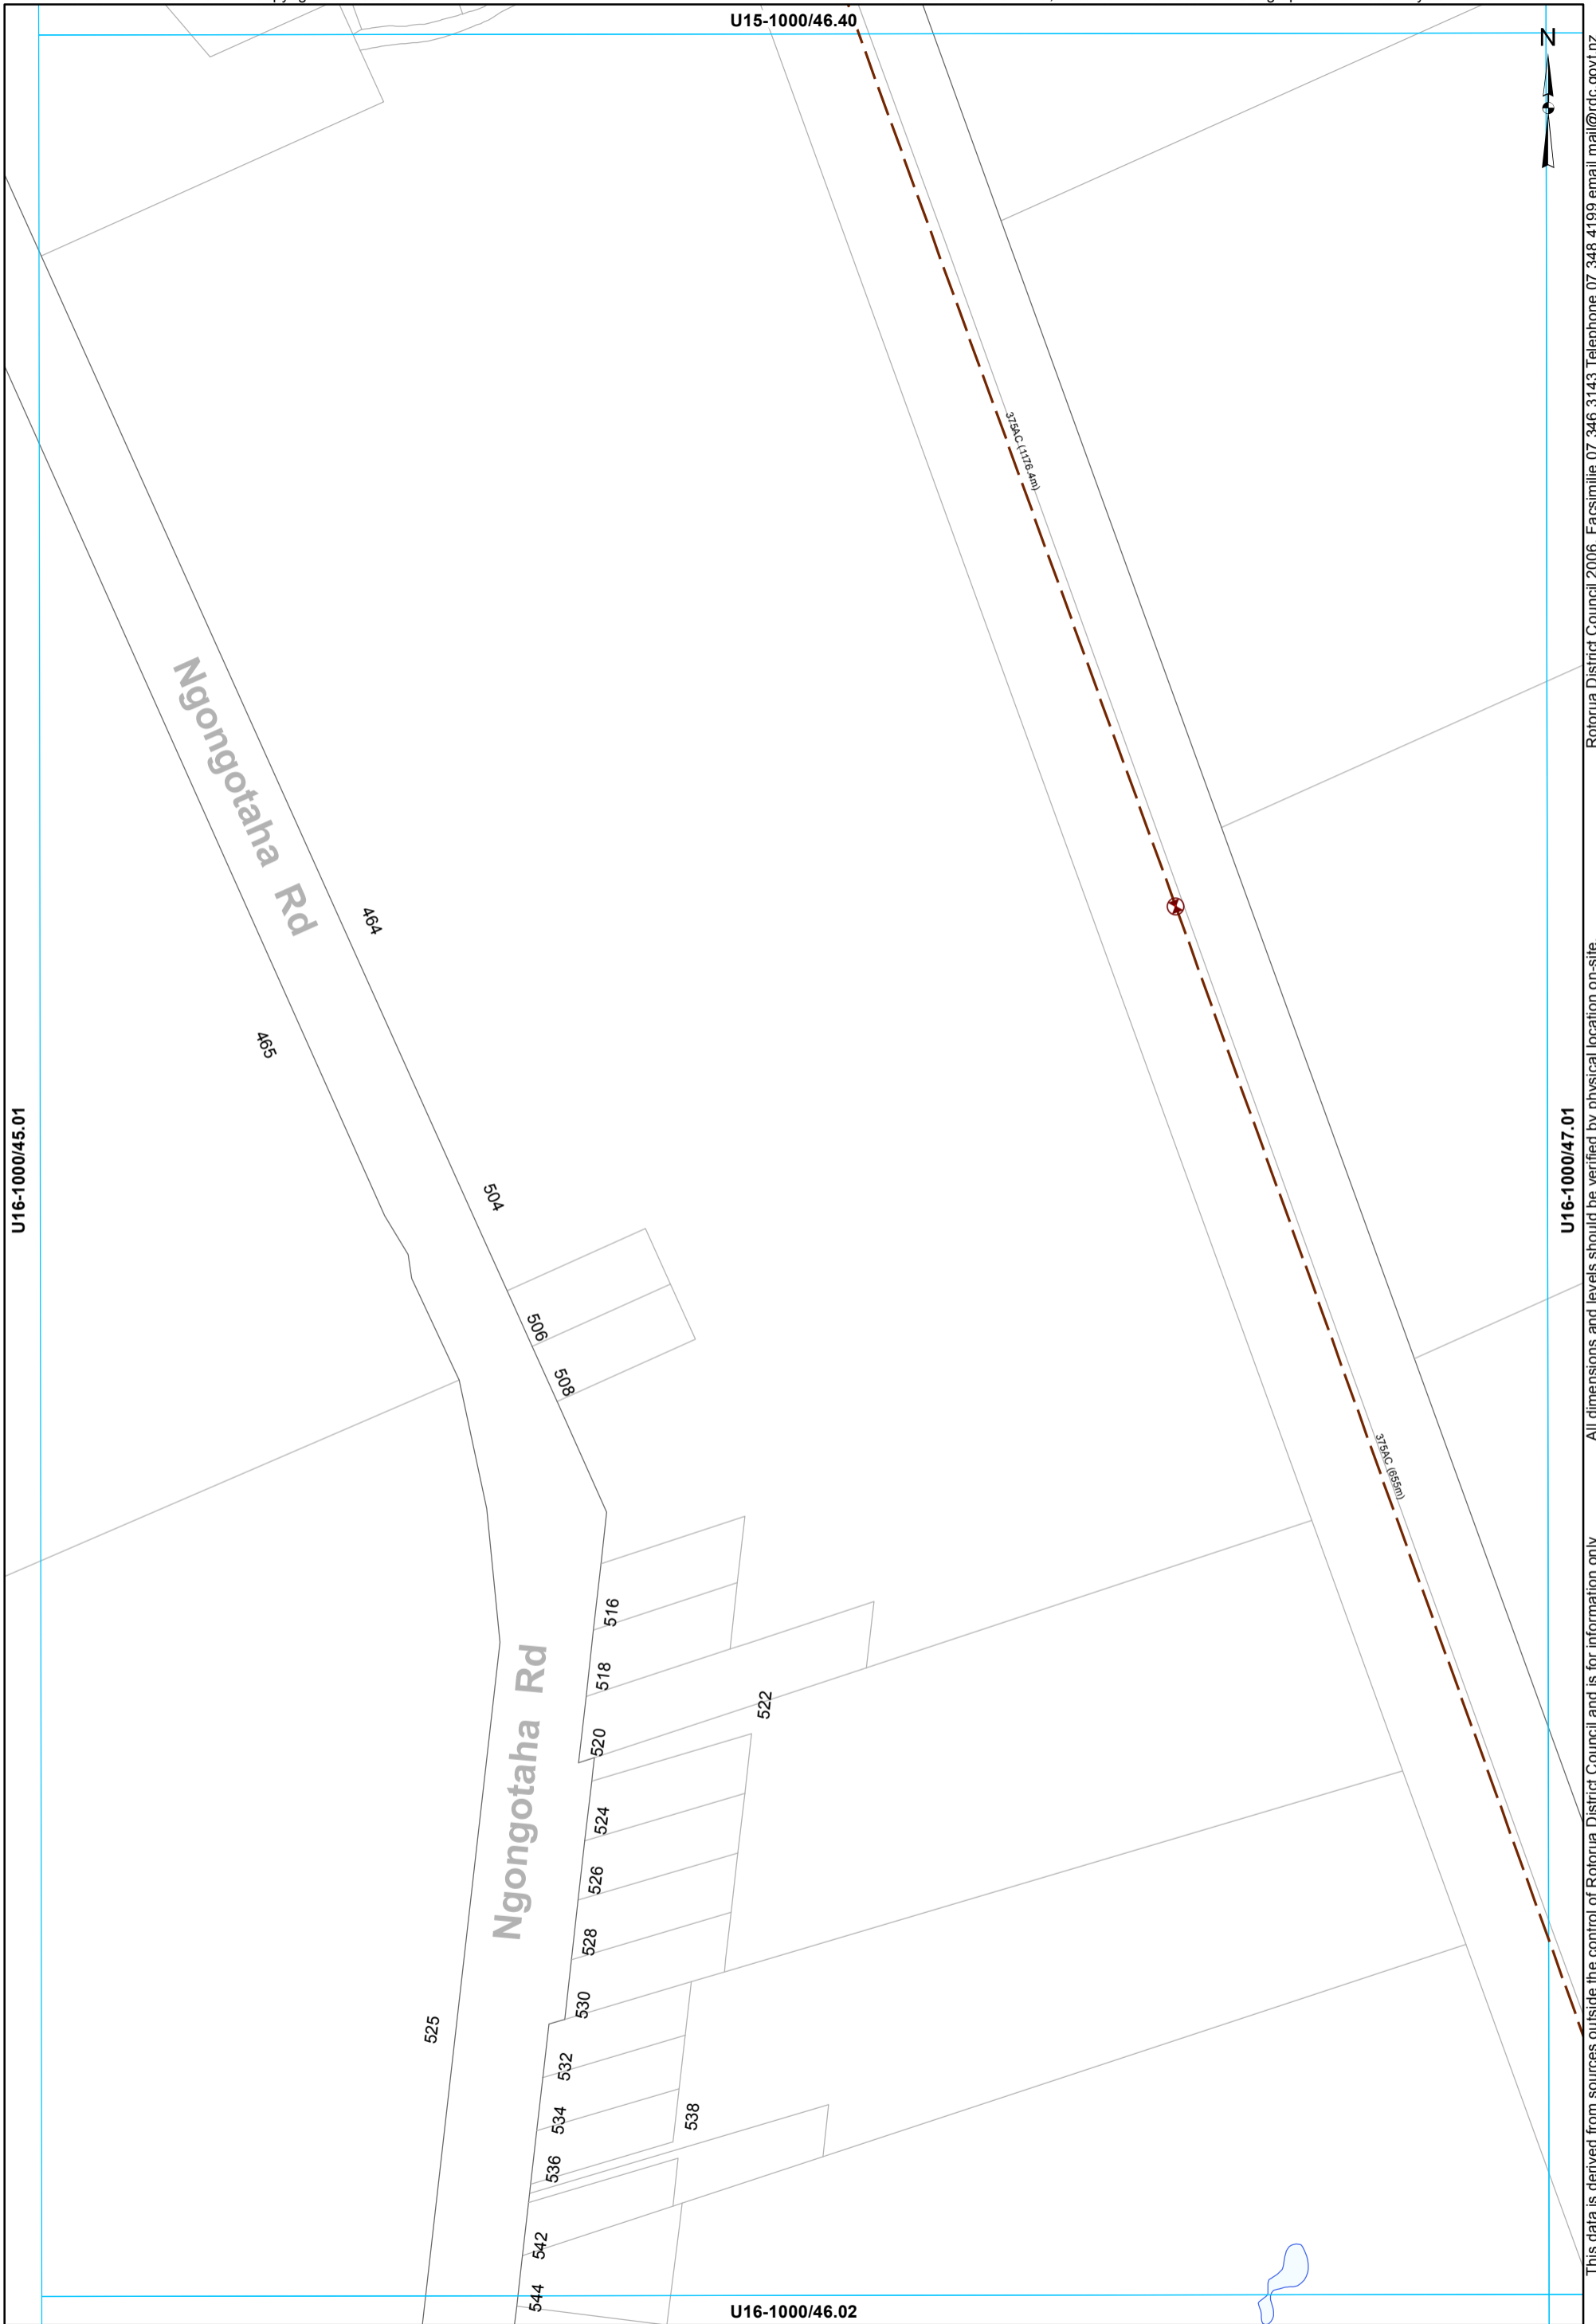 U15-1000/46.40
N
375AC (1176.4m)
Ngongotaha Rd
464
465
U16-1000/45.01
U16-1000/47.01
504
506
508
375AC (655m)
516
518
520
522
Ngongotaha Rd
524
526
528
530
525
532
534
536
538
542
544
U16-1000/46.02
Rotorua District Council 2006 Facsimilie 07 346 3143 Telephone 07 348 4199 email mail@rdc.govt.nz
All dimensions and levels should be verified by physical location on-site.
This data is derived from sources outside the control of Rotorua District Council and is for information only